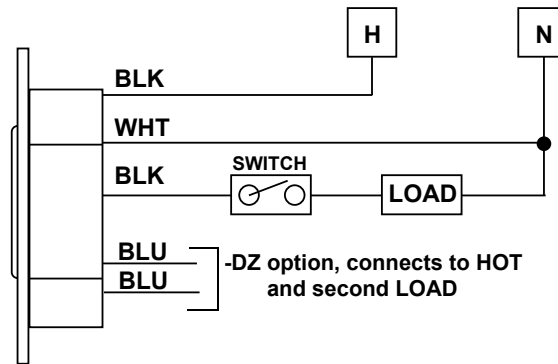 H
N
BLK
WHT
BLK
SWITCH
LOAD
BLU
BLU
-DZ option, connects to HOT
and second LOAD